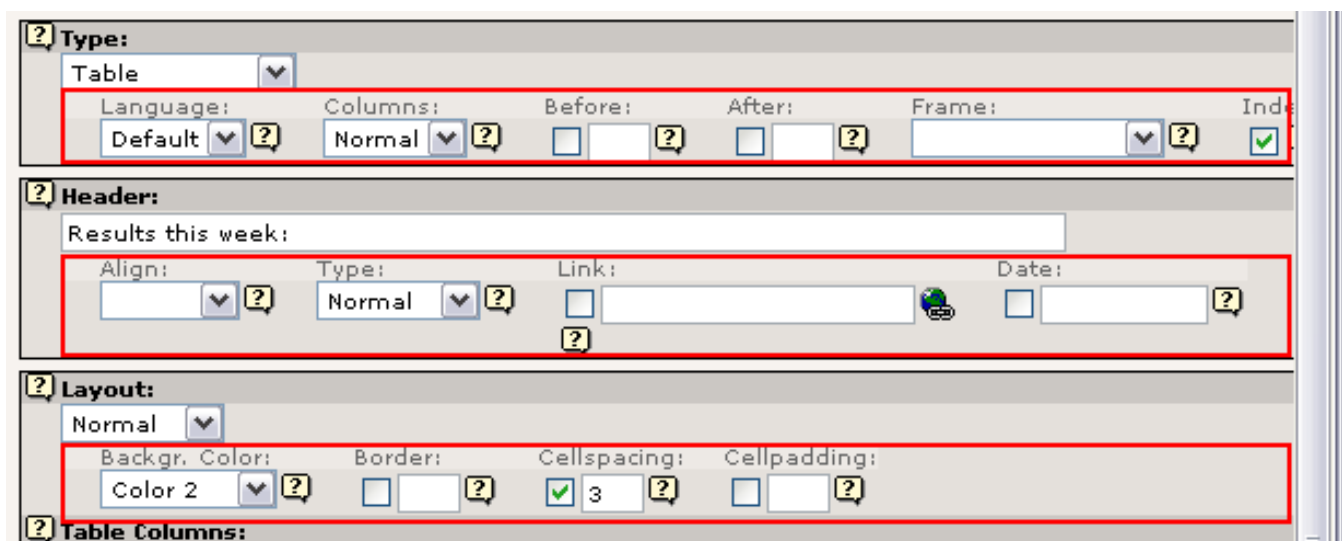 Type:
Table
Language: Columns: Before: After: Frame:
Default Normal
Header:
Results this week:
Align: Type: Link: Date:
Normal
Layout:
Normal
Backgr. Color: Border: Cellspacing: Cellpadding:
Color 2 3
Table Columns: